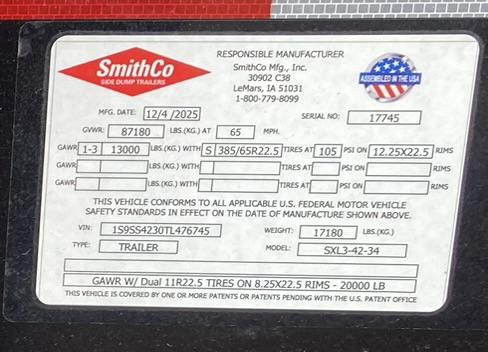 SmithCo
SIDE DUMP TRAILERS
RESPONSIBLE MANUFACTURER
SmithCo Mfg., Inc.
30902 C38
LeMars, IA 51031
1-800-779-8099
ASSEMBLED IN THE USA
MFG. DATE: 12/4/2025 SERIAL NO: 17745
GVWR: 87180 LBS.(KG.) AT 65 MPH.
GAWR 1-3 13000 LBS.(KG.) WITH S 385/65R22.5 TIRES AT 105 PSI ON 12.25X22.5 RIMS
GAWR LBS.(KG.) WITH TIRES AT PSI ON RIMS
GAWR LBS.(KG.) WITH TIRES AT PSI ON RIMS
THIS VEHICLE CONFORMS TO ALL APPLICABLE U.S. FEDERAL MOTOR VEHICLE
SAFETY STANDARDS IN EFFECT ON THE DATE OF MANUFACTURE SHOWN ABOVE.
VIN: 1S9SS4230TL476745 WEIGHT: 17180 LBS.(KG.)
TYPE: TRAILER MODEL: SXL3-42-34
GAWR W/ Dual 11R22.5 TIRES ON 8.25X22.5 RIMS - 20000 LB
THIS VEHICLE IS COVERED BY ONE OR MORE PATENTS OR PATENTS PENDING WITH THE U.S. PATENT OFFICE